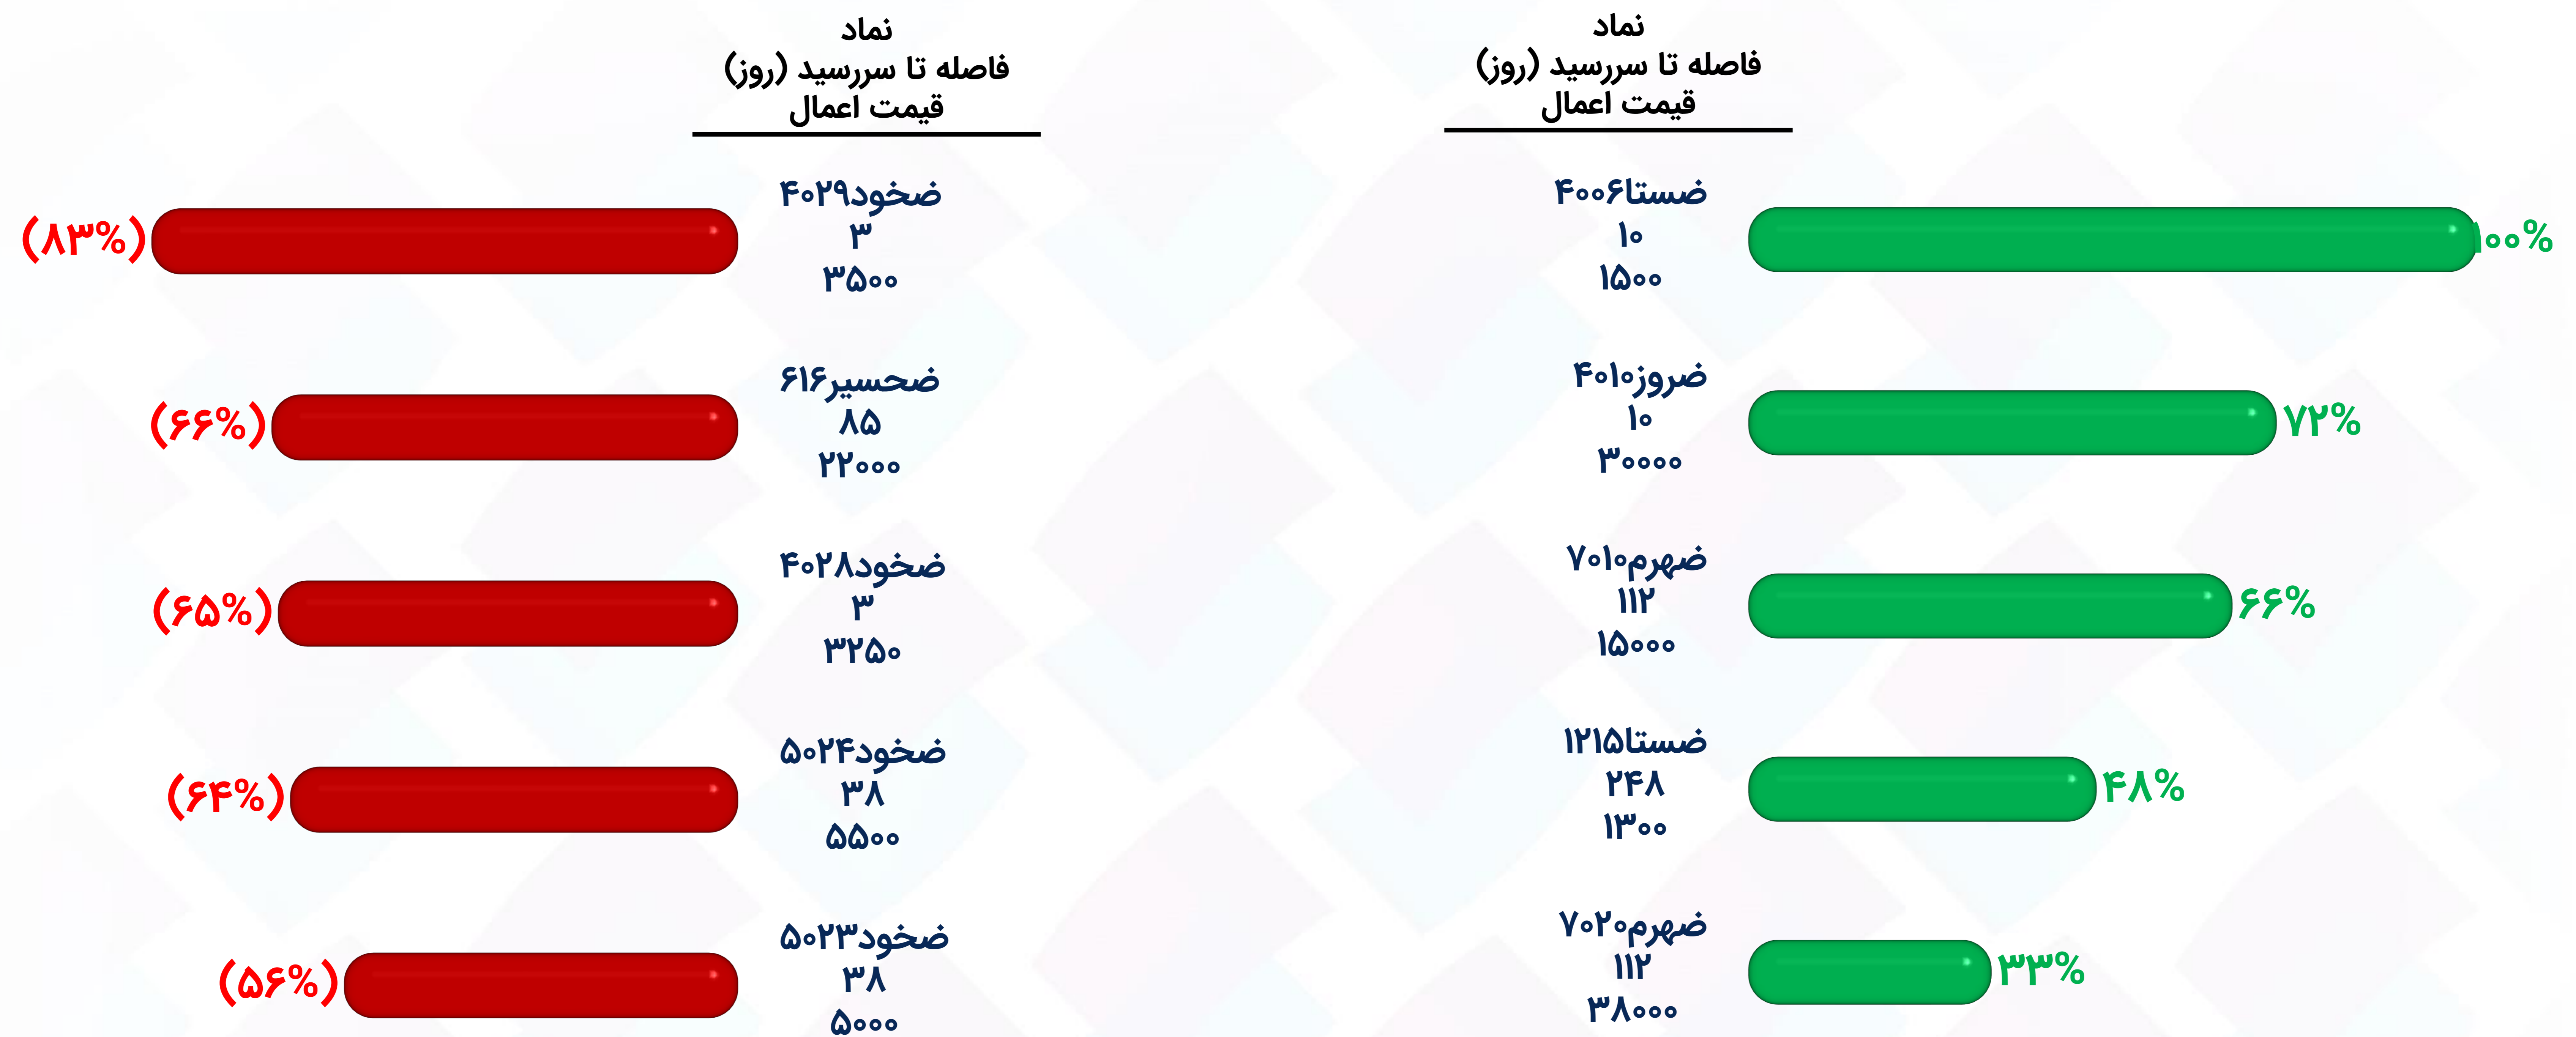 نماد
فاصله تا سررسید (روز)
قیمت اعمال
ضستا۴۰۰۶
۱۰
۱۵۰۰
۱۰۰%
ضروز۴۰۱۰
۱۰
۳۰۰۰۰
۷۲%
ضهرم۷۰۱۰
۱۱۲
۱۵۰۰۰
۶۶%
ضستا۱۲۱۵
۲۴۸
۱۳۰۰
۴۸%
ضهرم۷۰۲۰
۱۱۲
۳۸۰۰۰
۳۳%
نماد
فاصله تا سررسید (روز)
قیمت اعمال
ضخود۴۰۲۹
۳
۳۵۰۰
(۸۳%)
ضحسیر۶۱۶
۸۵
۲۲۰۰۰
(۶۶%)
ضخود۴۰۲۸
۳
۳۲۵۰
(۶۵%)
ضخود۵۰۲۴
۳۸
۵۵۰۰
(۶۴%)
ضخود۵۰۲۳
۳۸
۵۰۰۰
(۵۶%)